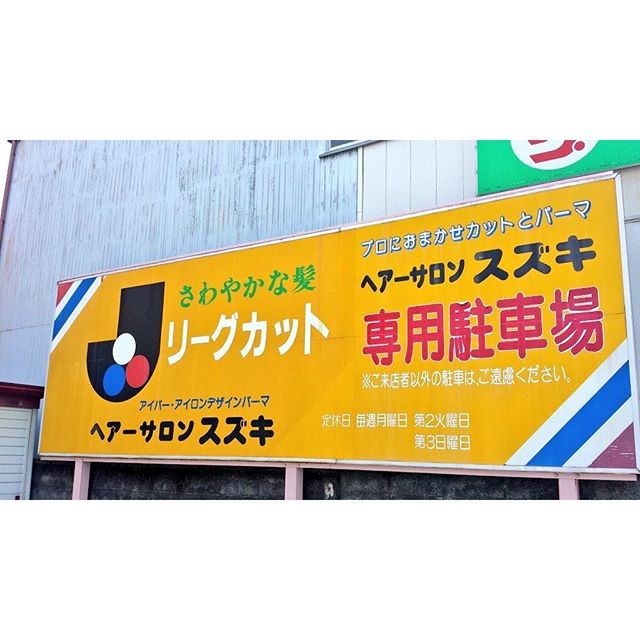 さわやかな髪
Jリーグカット
アイパー・アイロンデザインパーマ
ヘアーサロン スズキ
プロにおまかせカットとパーマ
ヘアーサロン スズキ
専用駐車場
※ご来店者以外の駐車は、ご遠慮ください。
定休日 毎週月曜日 第2火曜日
第3日曜日